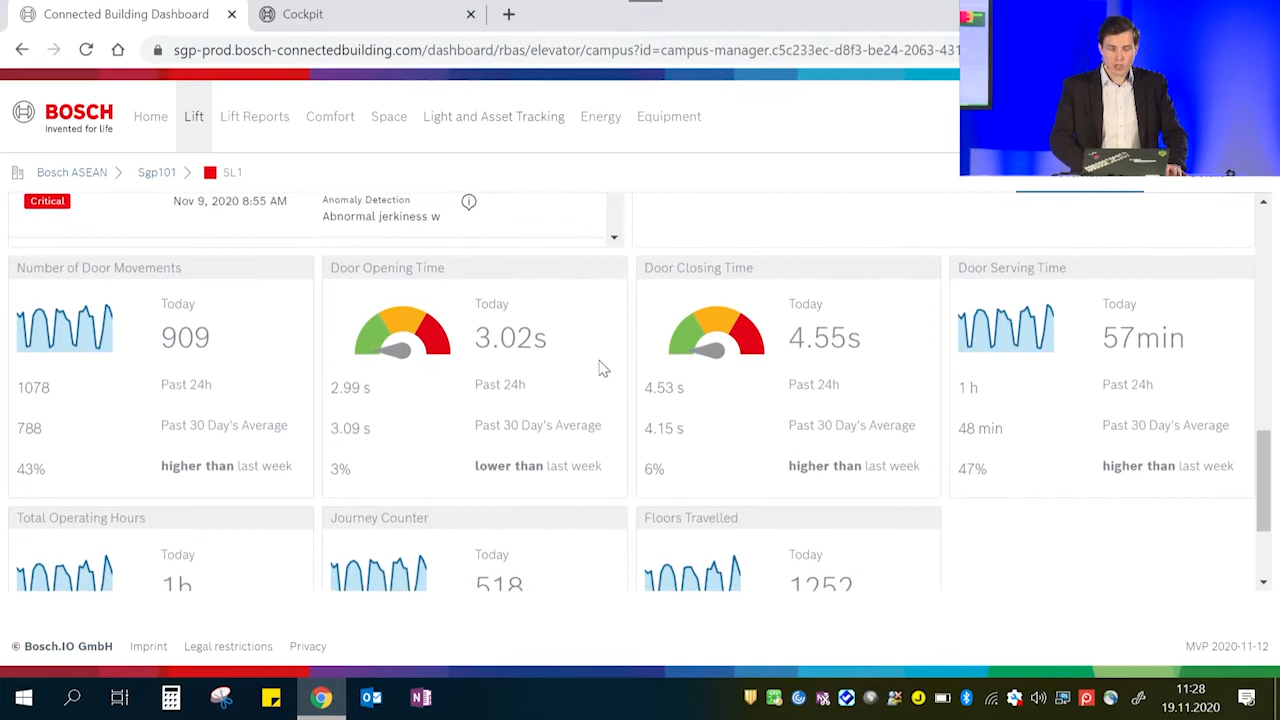 Connected Building Dashboard
Cockpit
sgp-prod.bosch-connectedbuilding.com/dashboard/rbas/elevator/campus?id=campus-manager.c5c233ec-d8f3-be24-2063-431
BOSCH
Invented for life
Home
Lift
Lift Reports
Comfort
Space
Light and Asset Tracking
Energy
Equipment
Bosch ASEAN
Sgp101
SL1
Critical
Nov 9, 2020 8:55 AM
Anomaly Detection
Abnormal jerkiness w
Number of Door Movements
Today
909
1078 Past 24h
788 Past 30 Day's Average
43% higher than last week
Door Opening Time
Today
3.02s
2.99 s Past 24h
3.09 s Past 30 Day's Average
3% lower than last week
Door Closing Time
Today
4.55s
4.53 s Past 24h
4.15 s Past 30 Day's Average
6% higher than last week
Door Serving Time
Today
57min
1 h Past 24h
48 min Past 30 Day's Average
47% higher than last week
Total Operating Hours
Today
1h
Journey Counter
Today
518
Floors Travelled
Today
1252
© Bosch.IO GmbH
Imprint
Legal restrictions
Privacy
MVP 2020-11-12
11:28
19.11.2020